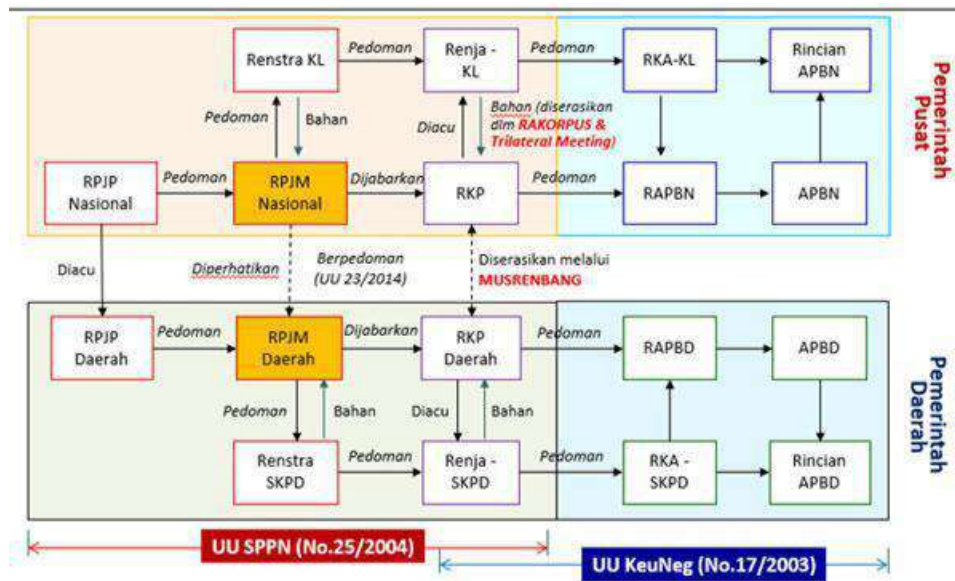 Renstra KL
Pedoman
Renja -
KL
Pedoman
RKA-KL
Rincian
APBN
Pedoman
Bahan
Diacu
Bahan (diserasikan
dlm RAKORPUS &
Trilateral Meeting)
RPJP
Nasional
Pedoman
RPJM
Nasional
Dijabarkan
RKP
Pedoman
RAPBN
APBN
Pemerintah
Pusat
Diacu
Diperhatikan
Berpedoman
(UU 23/2014)
Diserasikan melalui
MUSRENBANG
RPJP
Daerah
Pedoman
RPJM
Daerah
Dijabarkan
RKP
Daerah
Pedoman
RAPBD
APBD
Pedoman
Bahan
Diacu
Bahan
Renstra
SKPD
Pedoman
Renja -
SKPD
Pedoman
RKA -
SKPD
Rincian
APBD
Pemerintah
Daerah
UU SPPN (No.25/2004)
UU KeuNeg (No.17/2003)